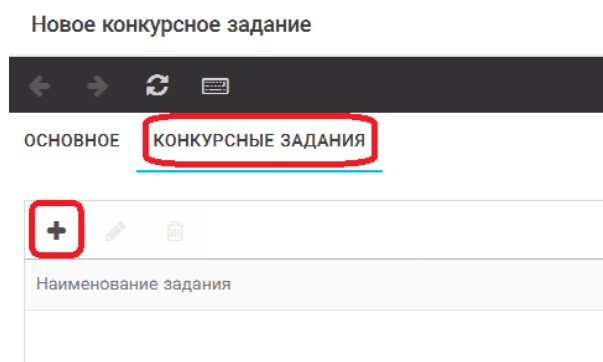 Новое конкурсное задание
ОСНОВНОЕ КОНКУРСНЫЕ ЗАДАНИЯ
Наименование задания